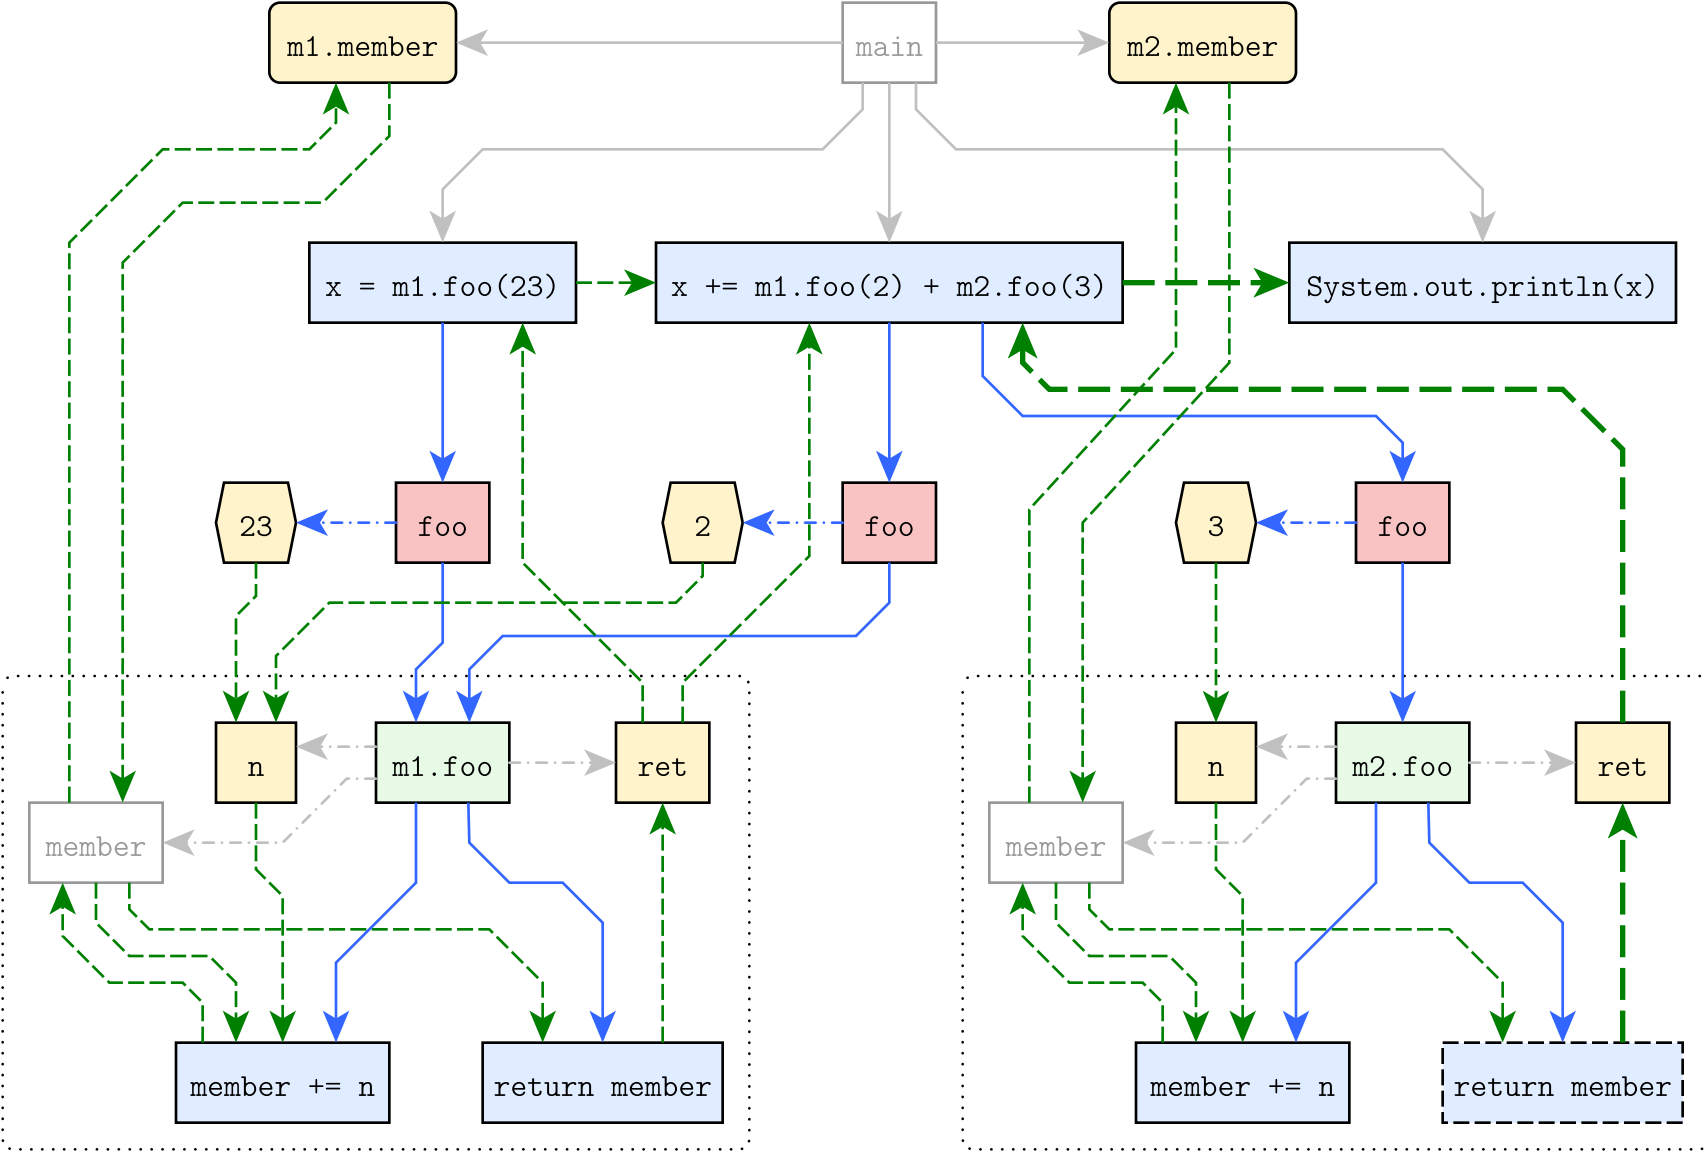 m1.member
main
m2.member
x = m1.foo(23)
x += m1.foo(2) + m2.foo(3)
System.out.println(x)
23
foo
2
foo
3
foo
n
m1.foo
ret
n
m2.foo
ret
member
member
member += n
return member
member += n
return member